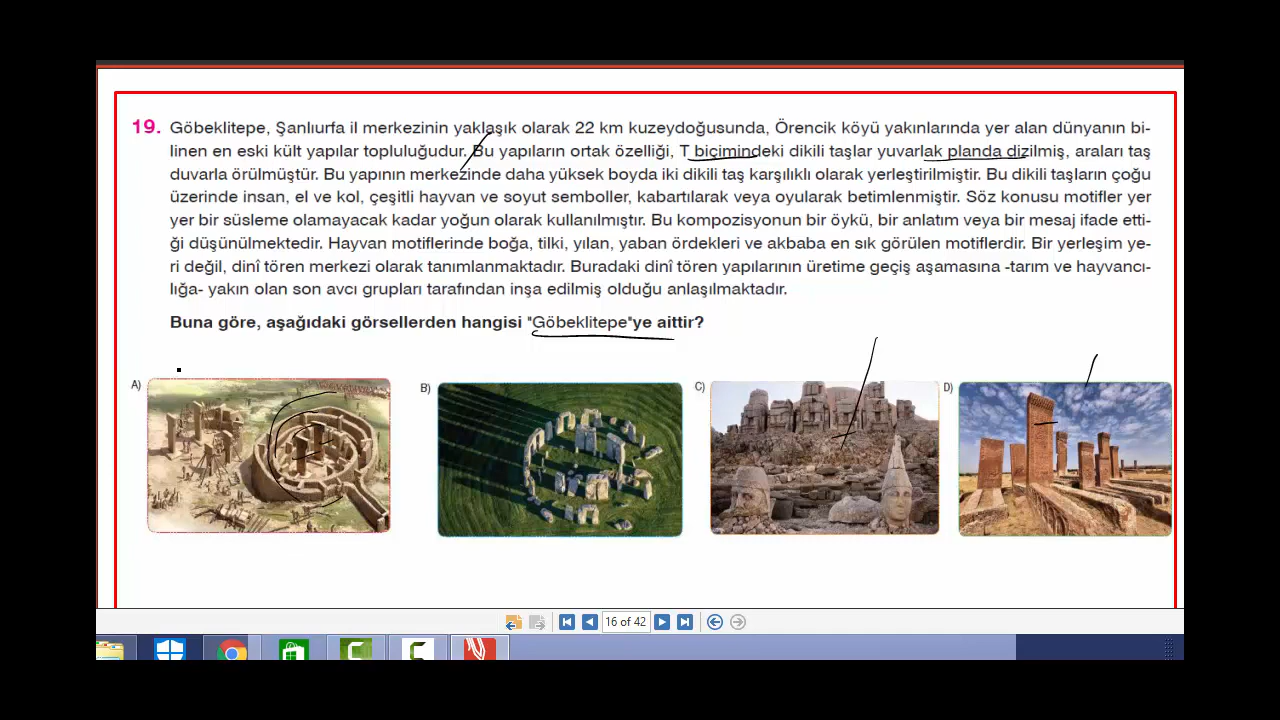 19. Göbeklitepe, Şanlıurfa il merkezinin yaklaşık olarak 22 km kuzeydoğusunda, Örencik köyü yakınlarında yer alan dünyanın bi-
linen en eski kült yapılar topluluğudur. Bu yapıların ortak özelliği, T biçimindeki dikili taşlar yuvarlak planda dizilmiş, araları taş
duvarla örülmüştür. Bu yapının merkezinde daha yüksek boyda iki dikili taş karşılıklı olarak yerleştirilmiştir. Bu dikili taşların çoğu
üzerinde insan, el ve kol, çeşitli hayvan ve soyut semboller, kabartılarak veya oyularak betimlenmiştir. Söz konusu motifler yer
yer bir süsleme olamayacak kadar yoğun olarak kullanılmıştır. Bu kompozisyonun bir öykü, bir anlatım veya bir mesaj ifade etti-
ği düşünülmektedir. Hayvan motiflerinde boğa, tilki, yılan, yaban ördekleri ve akbaba en sık görülen motiflerdir. Bir yerleşim ye-
ri değil, dinî tören merkezi olarak tanımlanmaktadır. Buradaki dinî tören yapılarının üretime geçiş aşamasına -tarım ve hayvancı-
lığa- yakın olan son avcı grupları tarafından inşa edilmiş olduğu anlaşılmaktadır.
Buna göre, aşağıdaki görsellerden hangisi "Göbeklitepe"ye aittir?
A) B) C) D)
16 of 42